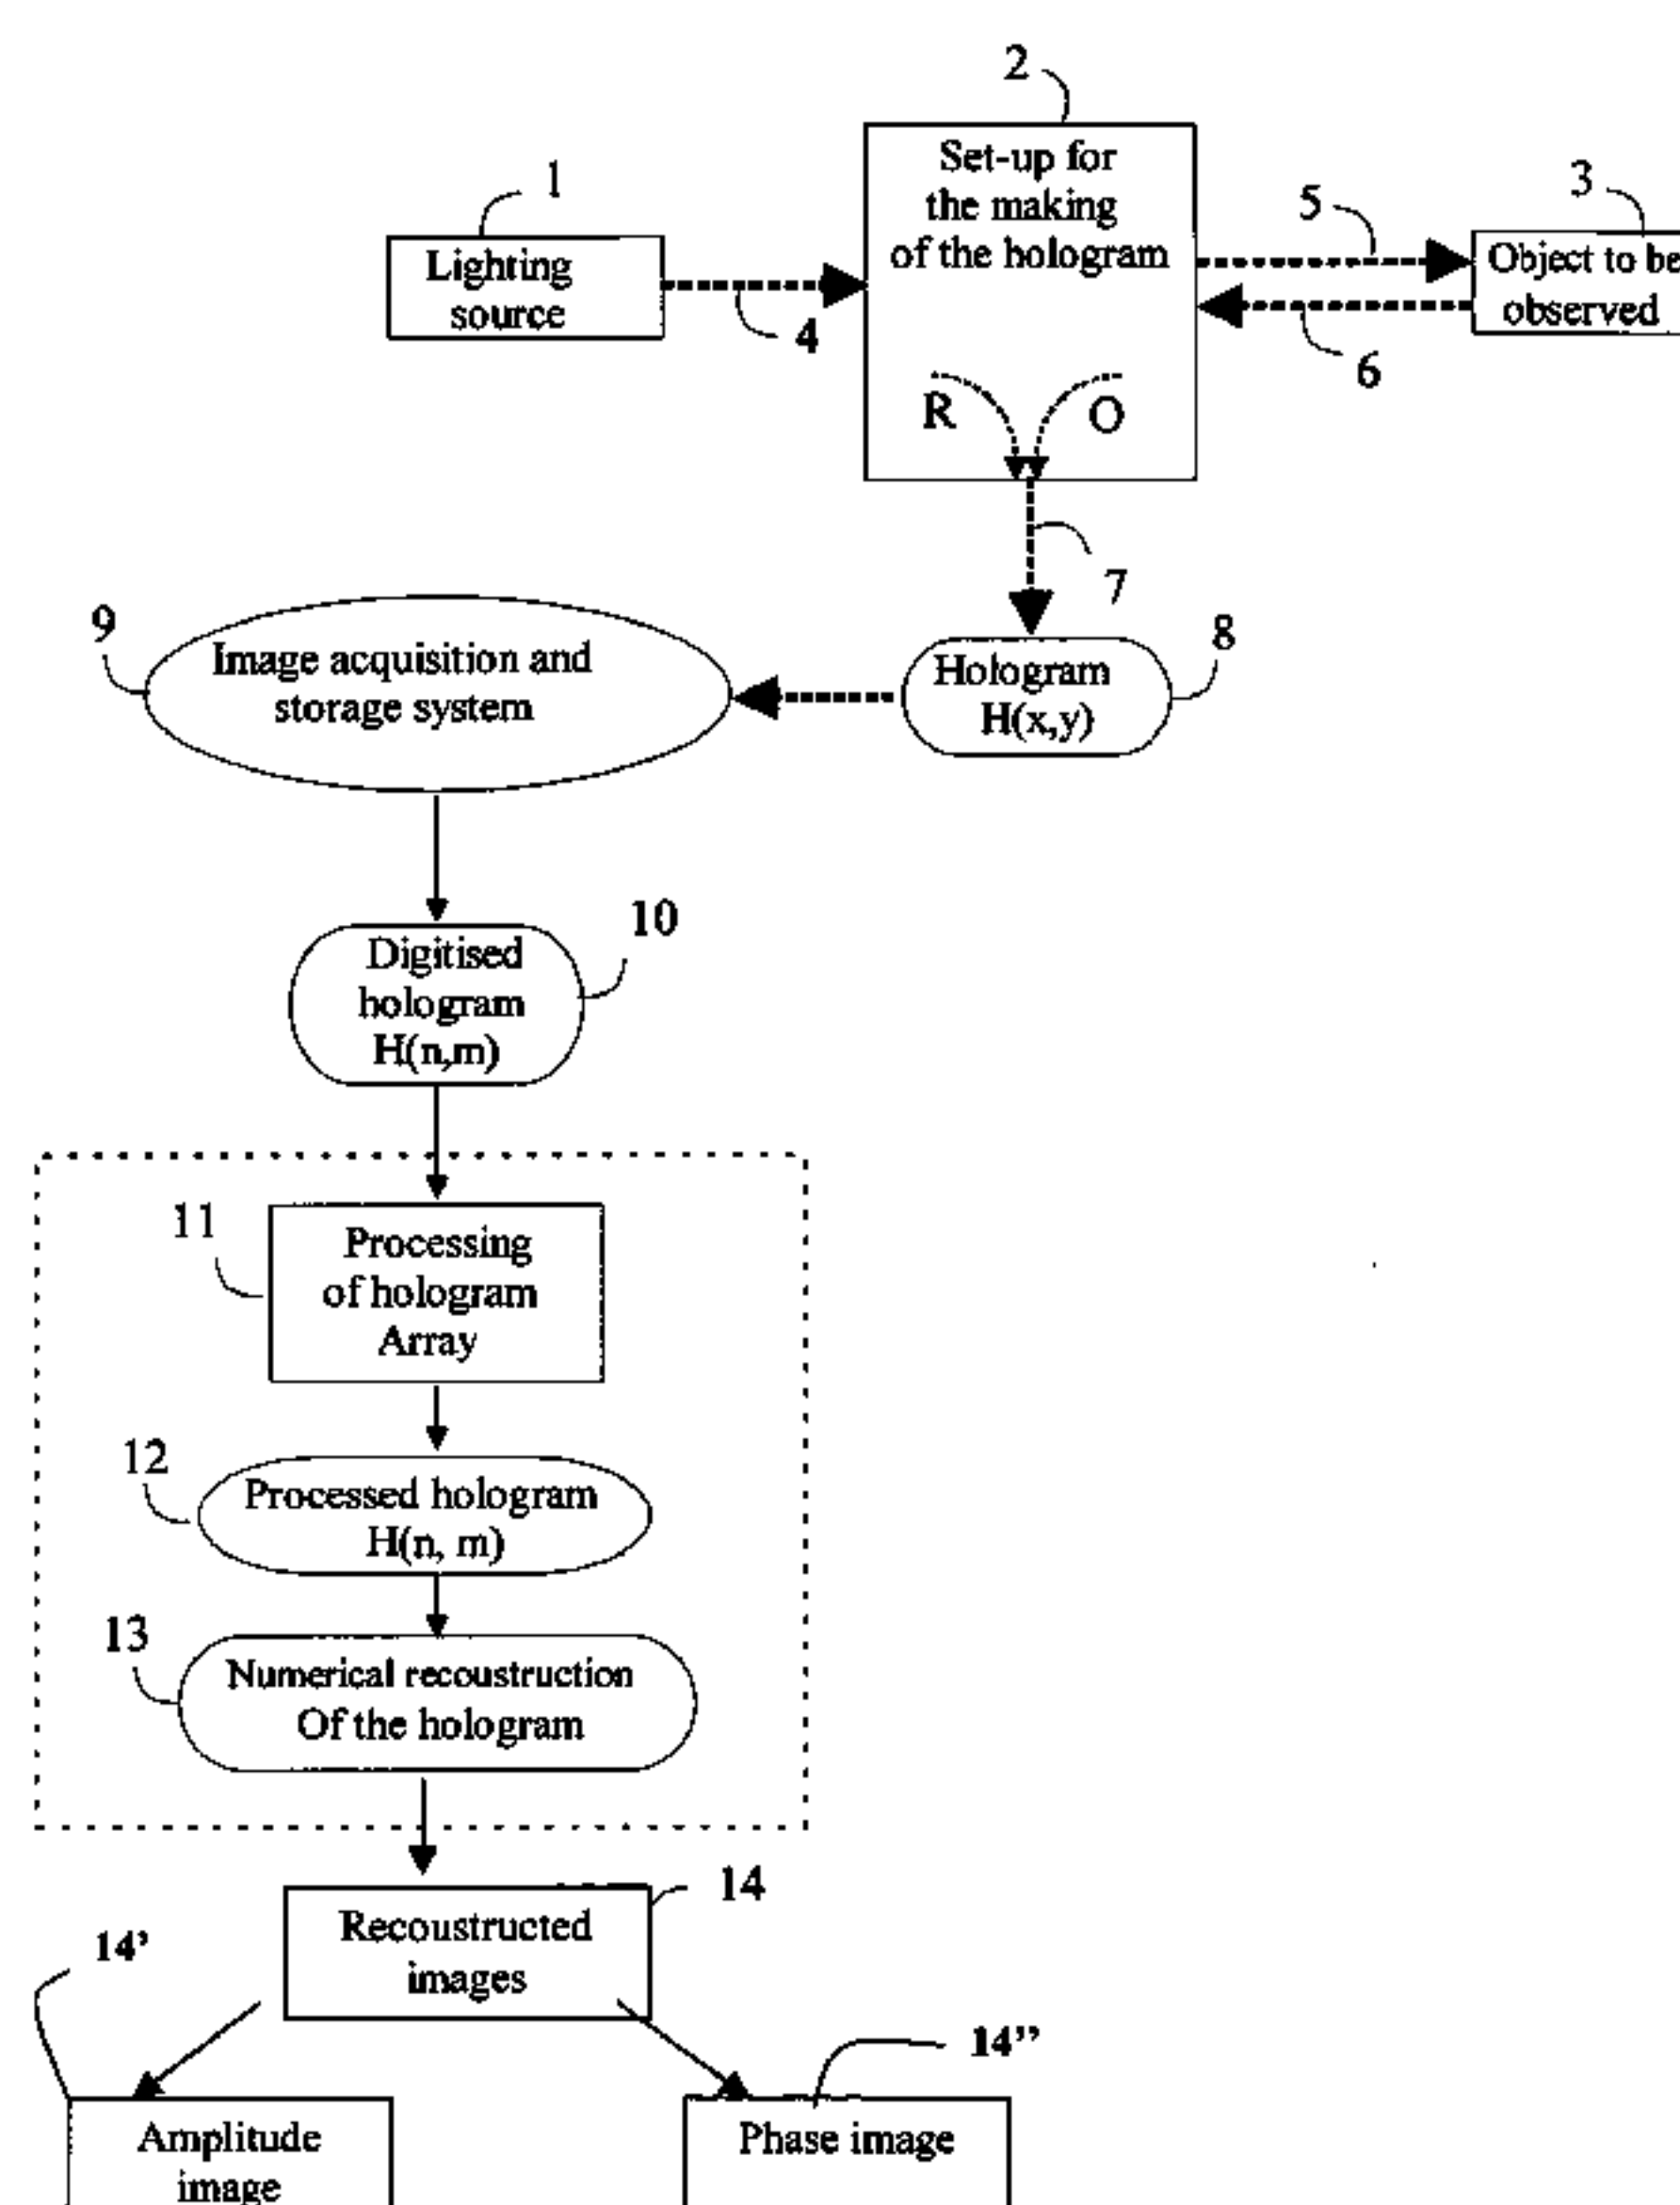 2
1
Set-up for
the making
of the hologram
5
3
Lighting
source
Object to be
observed
4
6
R
O
7
9
8
Image acquisition and
storage system
Hologram
H(x,y)
10
Digitised
hologram
H(n,m)
11
Processing
of hologram
Array
12
Processed hologram
H(n, m)
13
Numerical recoustruction
Of the hologram
14
Recoustructed
images
14'
14''
Amplitude
image
Phase image